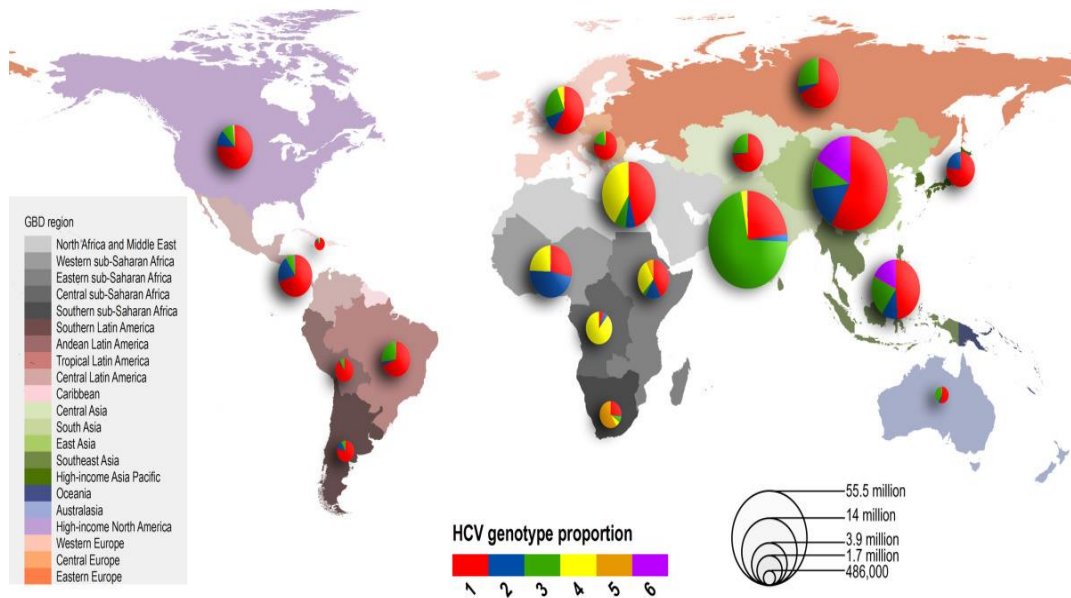 GBD region
North Africa and Middle East
Western sub-Saharan Africa
Eastern sub-Saharan Africa
Central sub-Saharan Africa
Southern sub-Saharan Africa
Southern Latin America
Andean Latin America
Tropical Latin America
Central Latin America
Caribbean
Central Asia
South Asia
East Asia
Southeast Asia
High-income Asia Pacific
Oceania
Australasia
High-income North America
Western Europe
Central Europe
Eastern Europe
HCV genotype proportion
1 2 3 4 5 6
55.5 million
14 million
3.9 million
1.7 million
486,000